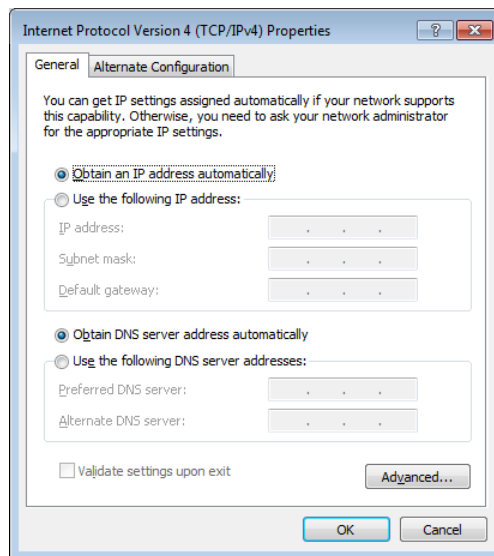 Internet Protocol Version 4 (TCP/IPv4) Properties
General
Alternate Configuration
You can get IP settings assigned automatically if your network supports
this capability. Otherwise, you need to ask your network administrator
for the appropriate IP settings.
Obtain an IP address automatically
Use the following IP address:
IP address:
Subnet mask:
Default gateway:
Obtain DNS server address automatically
Use the following DNS server addresses:
Preferred DNS server:
Alternate DNS server:
Validate settings upon exit
Advanced...
OK
Cancel